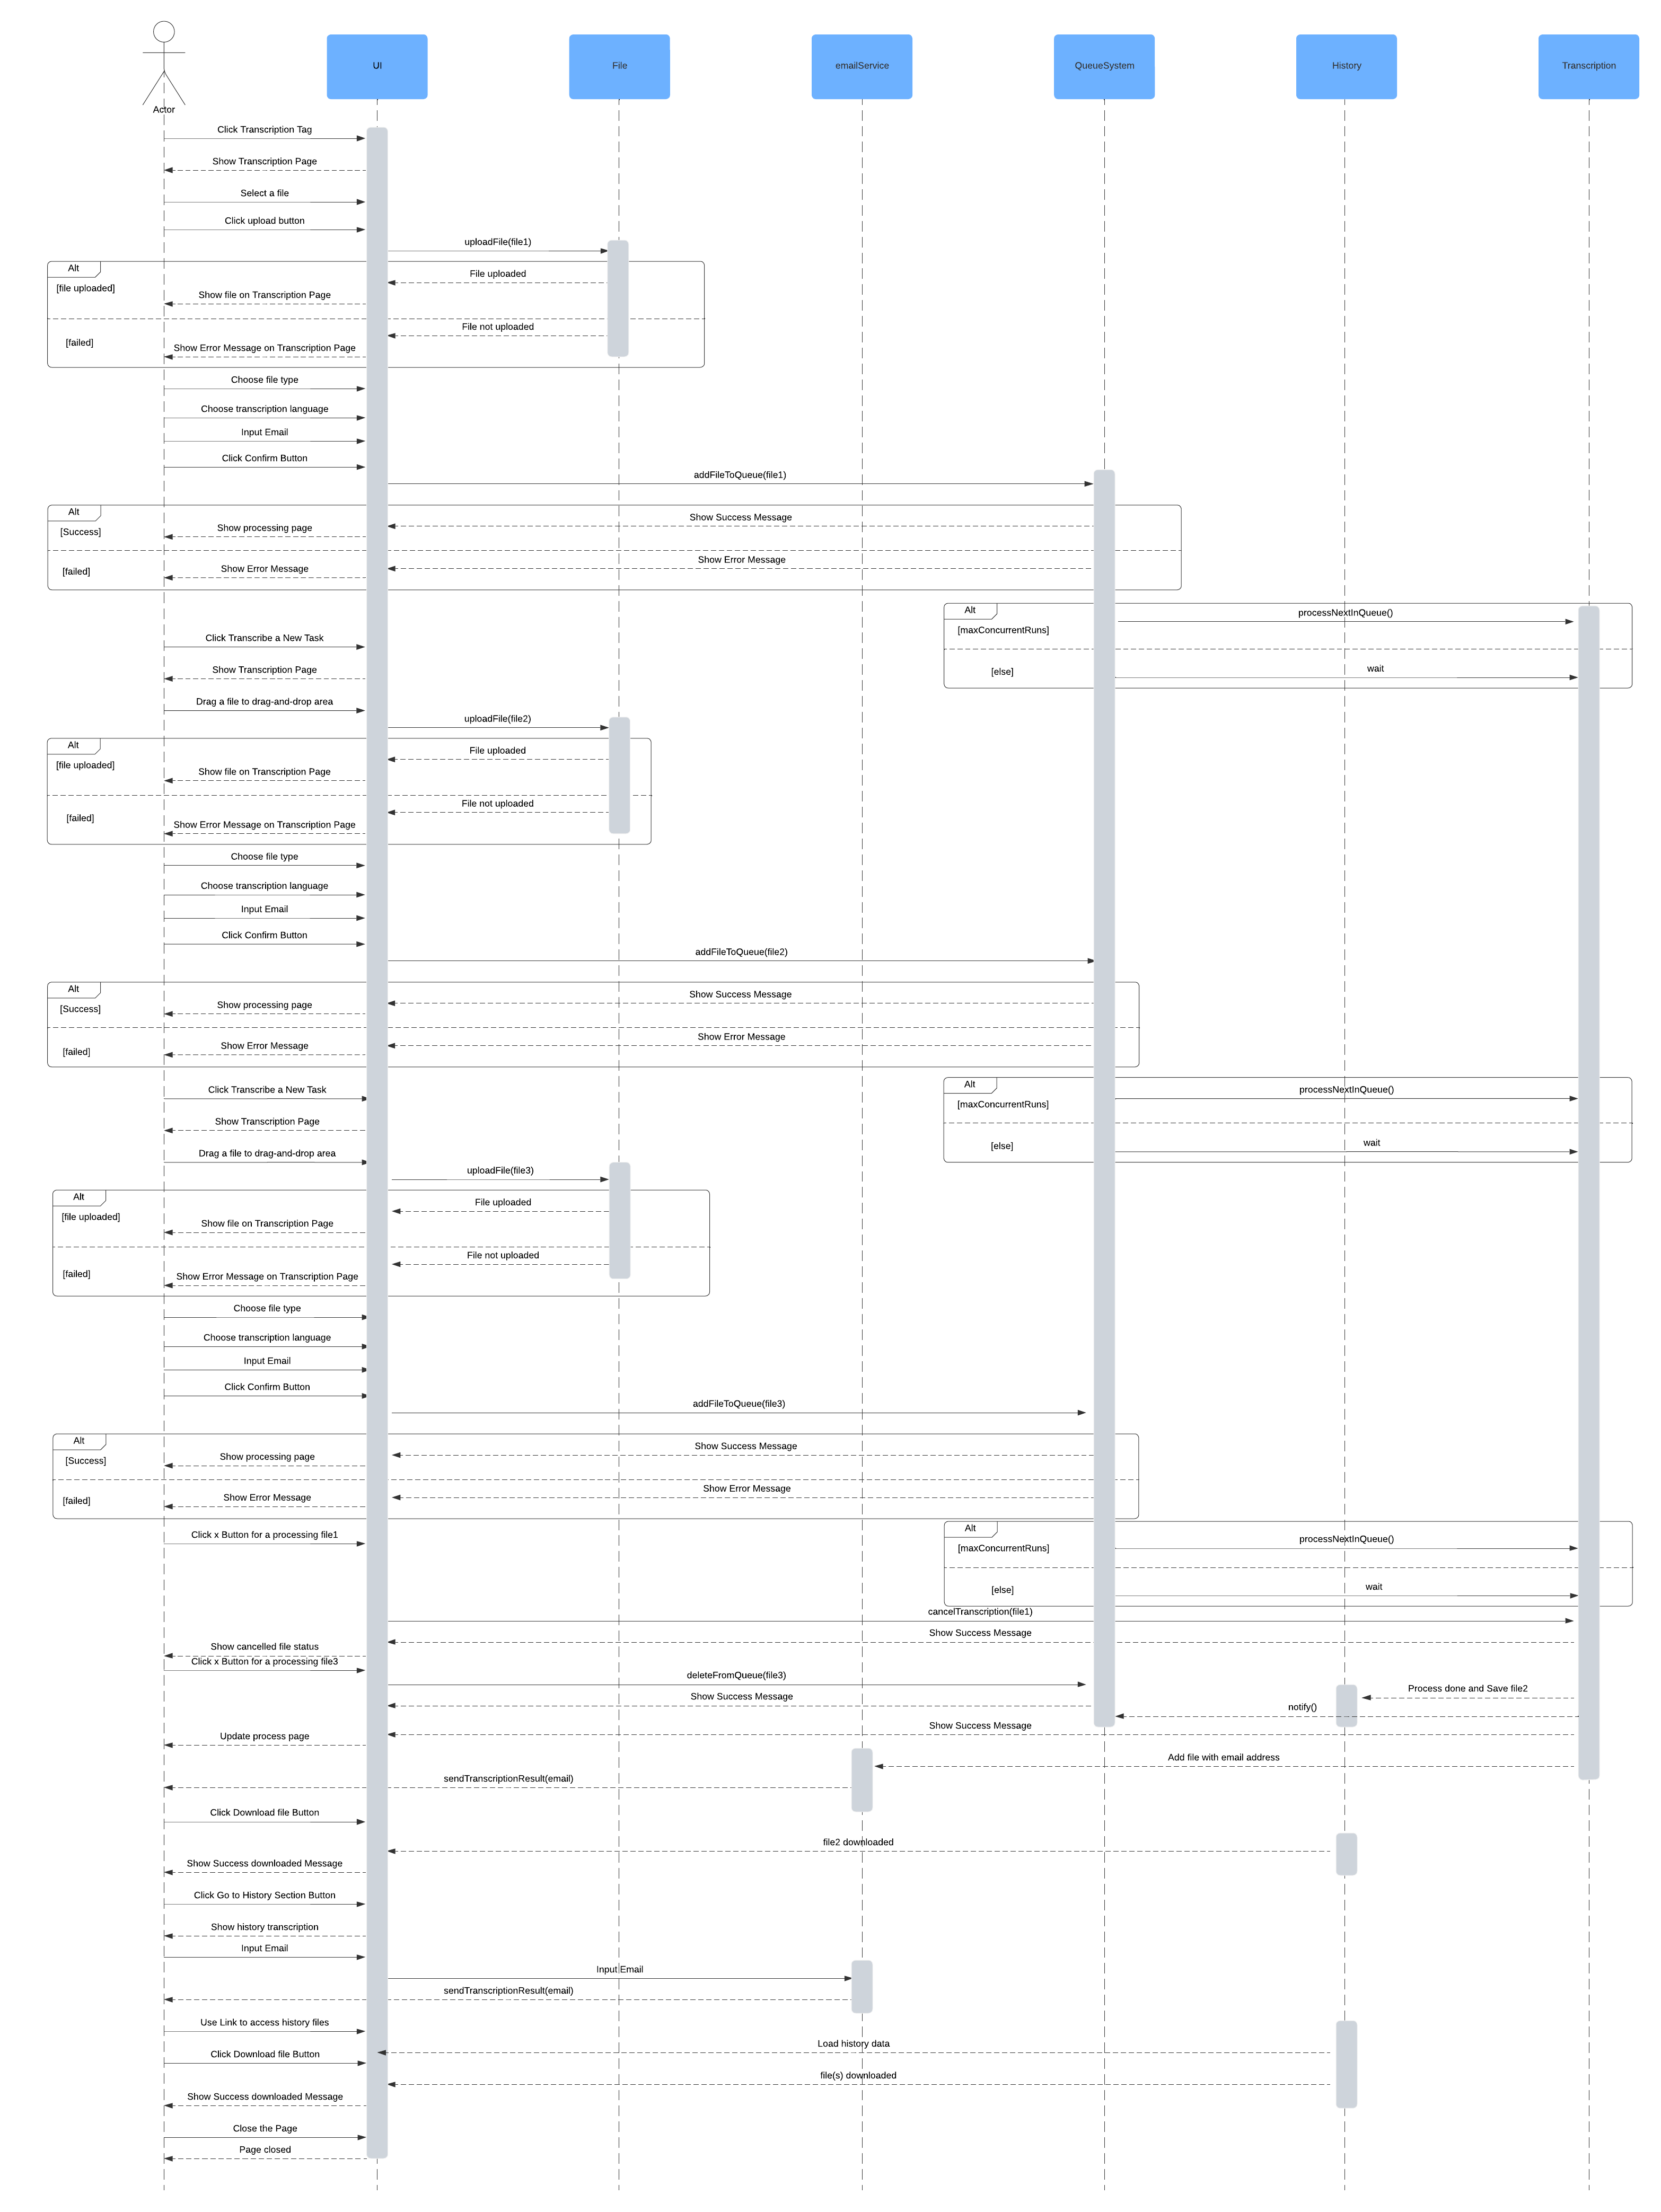 Actor
UI
File
emailService
QueueSystem
History
Transcription
Click Transcription Tag
Show Transcription Page
Select a file
Click upload button
uploadFile(file1)
Alt
File uploaded
[file uploaded]
Show file on Transcription Page
File not uploaded
[failed]
Show Error Message on Transcription Page
Choose file type
Choose transcription language
Input Email
Click Confirm Button
addFileToQueue(file1)
Alt
Show Success Message
[Success]
Show processing page
Show Error Message
[failed]
Show Error Message
Alt
processNextInQueue()
[maxConcurrentRuns]
Click Transcribe a New Task
Show Transcription Page
[else]
wait
Drag a file to drag-and-drop area
uploadFile(file2)
Alt
File uploaded
[file uploaded]
Show file on Transcription Page
File not uploaded
[failed]
Show Error Message on Transcription Page
Choose file type
Choose transcription language
Input Email
Click Confirm Button
addFileToQueue(file2)
Alt
Show Success Message
[Success]
Show processing page
Show Error Message
[failed]
Show Error Message
Alt
Click Transcribe a New Task
processNextInQueue()
[maxConcurrentRuns]
Show Transcription Page
[else]
wait
Drag a file to drag-and-drop area
uploadFile(file3)
Alt
File uploaded
[file uploaded]
Show file on Transcription Page
File not uploaded
[failed]
Show Error Message on Transcription Page
Choose file type
Choose transcription language
Input Email
Click Confirm Button
addFileToQueue(file3)
Alt
Show Success Message
[Success]
Show processing page
Show Error Message
[failed]
Show Error Message
Alt
Click x Button for a processing file1
processNextInQueue()
[maxConcurrentRuns]
[else]
wait
cancelTranscription(file1)
Show Success Message
Show cancelled file status
Click x Button for a processing file3
deleteFromQueue(file3)
Process done and Save file2
Show Success Message
notify()
Show Success Message
Update process page
Add file with email address
sendTranscriptionResult(email)
Click Download file Button
file2 downloaded
Show Success downloaded Message
Click Go to History Section Button
Show history transcription
Input Email
Input Email
sendTranscriptionResult(email)
Use Link to access history files
Load history data
Click Download file Button
file(s) downloaded
Show Success downloaded Message
Close the Page
Page closed